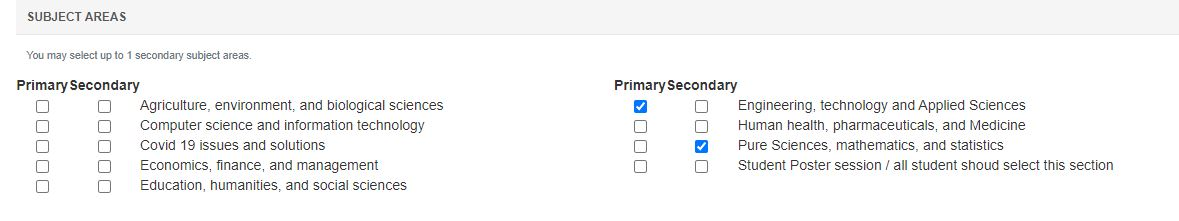 SUBJECT AREAS
You may select up to 1 secondary subject areas.
Primary Secondary
Agriculture, environment, and biological sciences
Computer science and information technology
Covid 19 issues and solutions
Economics, finance, and management
Education, humanities, and social sciences
Primary Secondary
Engineering, technology and Applied Sciences
Human health, pharmaceuticals, and Medicine
Pure Sciences, mathematics, and statistics
Student Poster session / all student shoud select this section